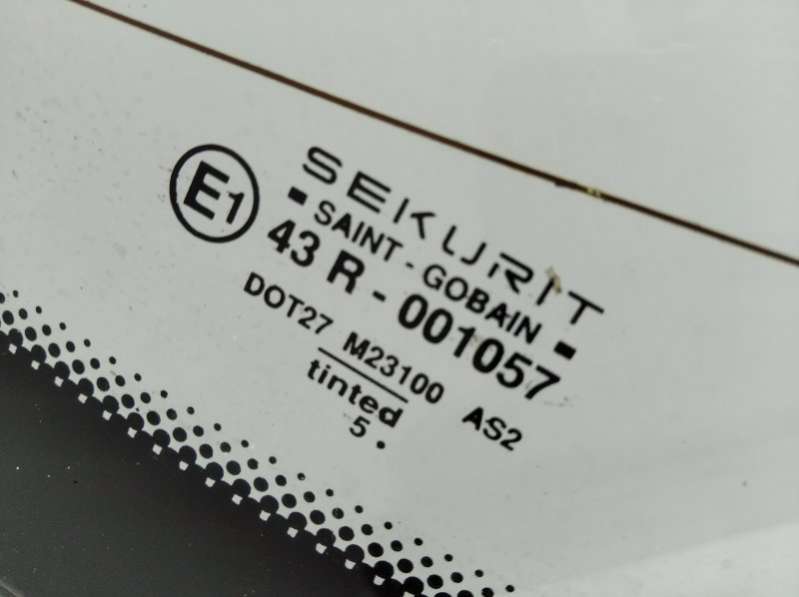 SEKURIT
SAINT - GOBAIN
E1 43 R - 001057
DOT27 M23100 AS2
tinted
5 .